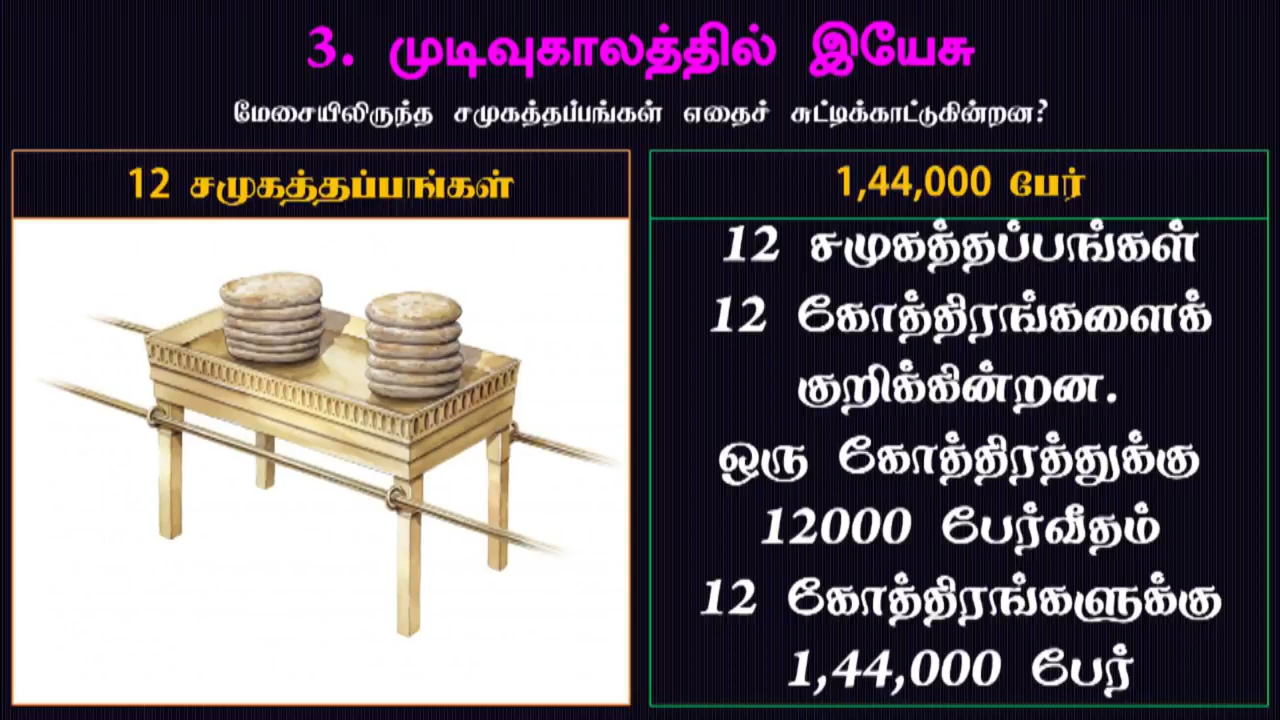 3. முடிவுகாலத்தில் இயேசு
மேசையிலிருந்த சமுகத்தப்பங்கள் எதைச் சுட்டிக்காட்டுகின்றன?
12 சமுகத்தப்பங்கள்
1,44,000 பேர்
12 சமுகத்தப்பங்கள்
12 கோத்திரங்களைக்
குறிக்கின்றன.
ஒரு கோத்திரத்துக்கு
12000 பேர்வீதம்
12 கோத்திரங்களுக்கு
1,44,000 பேர்